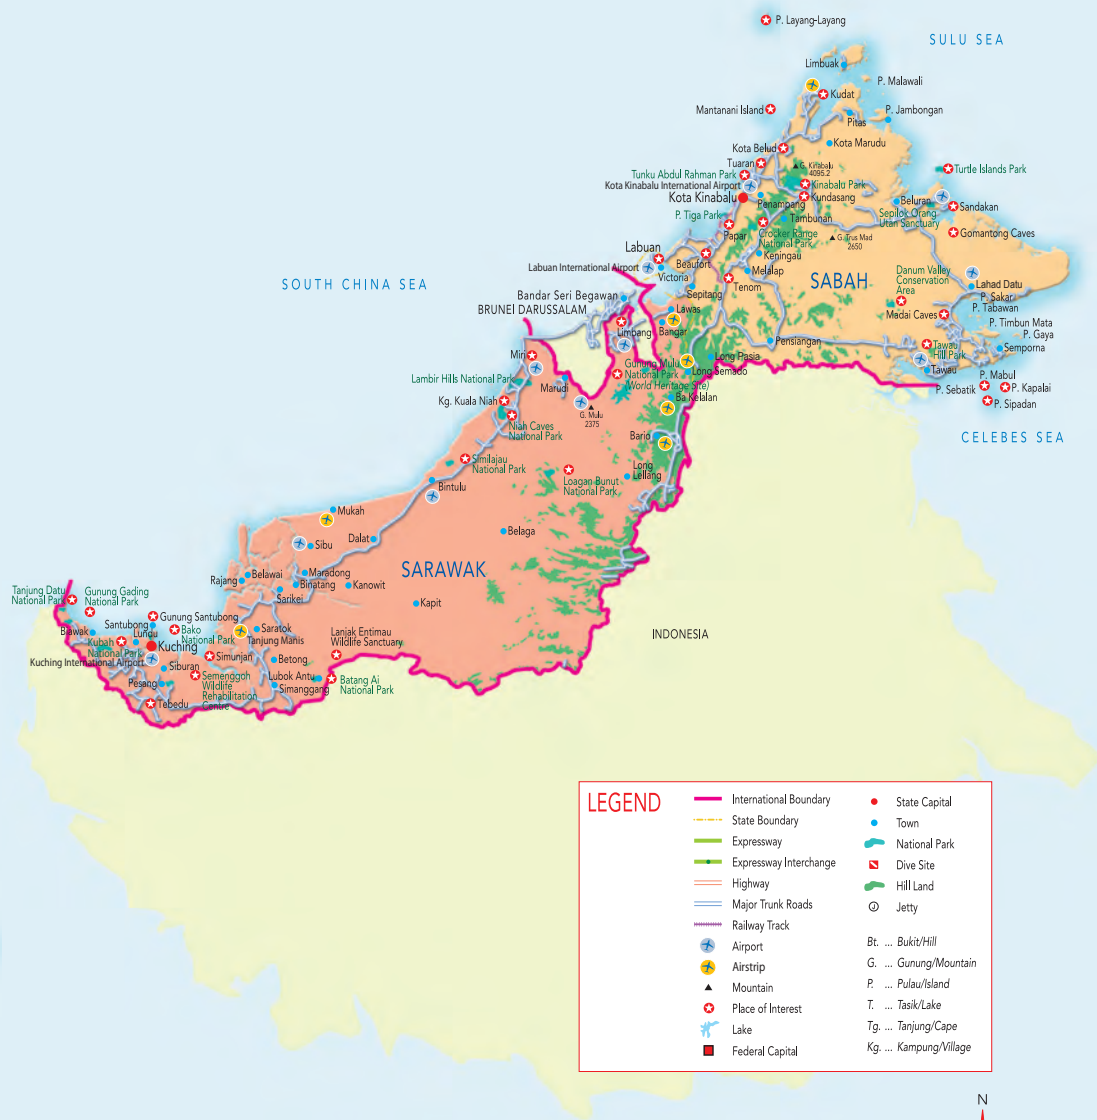 P. Layang-Layang
SULU SEA
Limbuak
P. Malawali
Kudat
Mantanani Island
P. Jambongan
Pitas
Kota Marudu
Kota Belud
Tuaran
G. Kinabalu
4095.2
Turtle Islands Park
Tunku Abdul Rahman Park
Kota Kinabalu International Airport
Kinabalu Park
Kota Kinabalu
Kundasang
Penampang
Beluran
Sandakan
P. Tiga Park
Tambunan
Sepilok Orang
Utan Sanctuary
Papar
Crocker Range
National Park
G. Trus Mad
2650
Gomantong Caves
Labuan
Keningau
Beaufort
Labuan International Airport
Victoria
Melalap
SABAH
Danum Valley
Conservation
Area
Tenom
Lahad Datu
SOUTH CHINA SEA
Sepitang
Bandar Seri Begawan
P. Sakar
BRUNEI DARUSSALAM
Lawas
P. Tabawan
Madai Caves
Limbang
Bangar
P. Timbun Mata
P. Gaya
Pensiangan
Tawau
Hill Park
Semporna
Miri
Long Pasia
Gunung Mulu
National Park
(World Heritage Site)
Long Semado
Tawau
Lambir Hills National Park
Marudi
P. Mabul
P. Sebatik
P. Kapalai
Kg. Kuala Niah
Ba Kelalan
P. Sipadan
G. Mulu
2375
Niah Caves
National Park
Bario
CELEBES SEA
Similajau
National Park
Long
Lellang
Loagan Bunut
National Park
Bintulu
Mukah
Belaga
Dalat
Sibu
SARAWAK
Maradong
Belawai
Rajang
Binatang
Kanowit
Sarikei
Tanjung Datu
National Park
Gunung Gading
National Park
Kapit
Gunung Santubong
Santubong
Bako
National Park
Saratok
Biawak
Lundu
Tanjung Manis
Lanjak Entimau
Wildlife Sanctuary
INDONESIA
Kubah
National Park
Kuching
Simunjan
Betong
Kuching International Airport
Siburan
Semenggoh
Wildlife
Rehabilitation
Centre
Lubok Antu
Batang Ai
National Park
Pesang
Simanggang
Tebedu
LEGEND
International Boundary
State Boundary
Expressway
Expressway Interchange
Highway
Major Trunk Roads
Railway Track
Airport
Airstrip
Mountain
Place of Interest
Lake
Federal Capital
State Capital
Town
National Park
Dive Site
Hill Land
J Jetty
Bt. ... Bukit/Hill
G. ... Gunung/Mountain
P. ... Pulau/Island
T. ... Tasik/Lake
Tg. ... Tanjung/Cape
Kg. ... Kampung/Village
N